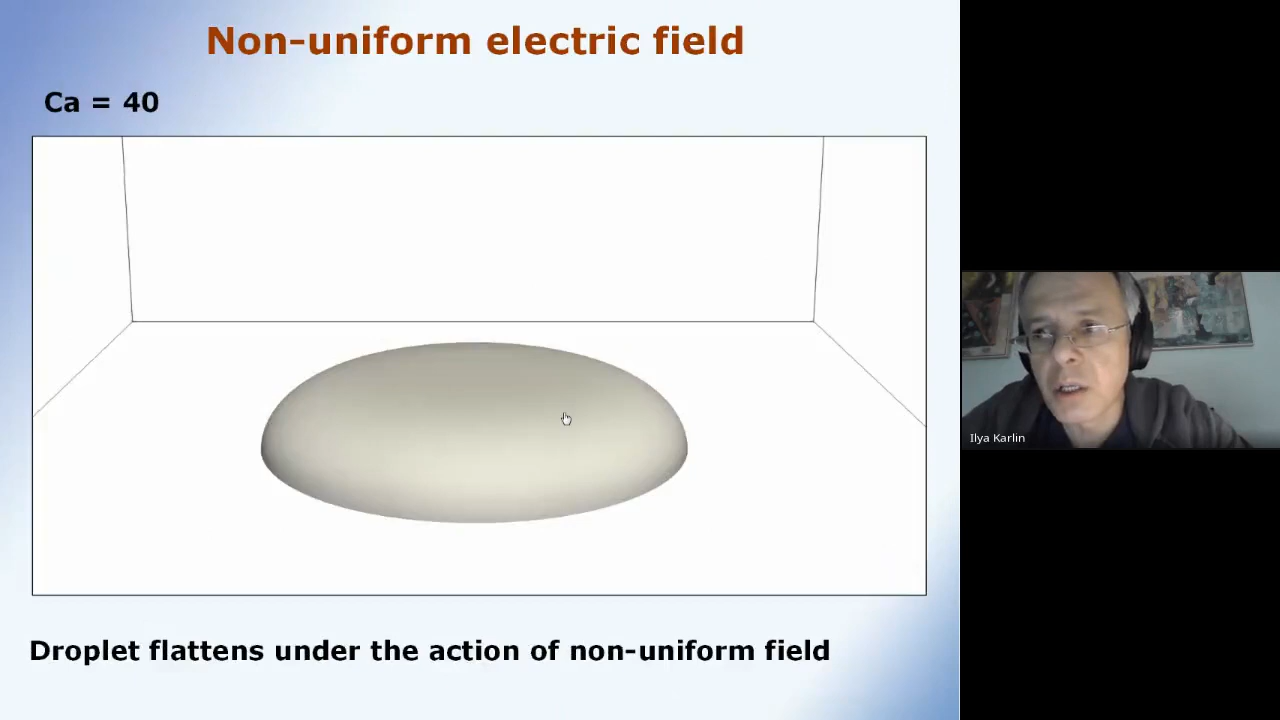 Non-uniform electric field
Ca = 40
Droplet flattens under the action of non-uniform field
Ilya Karlin